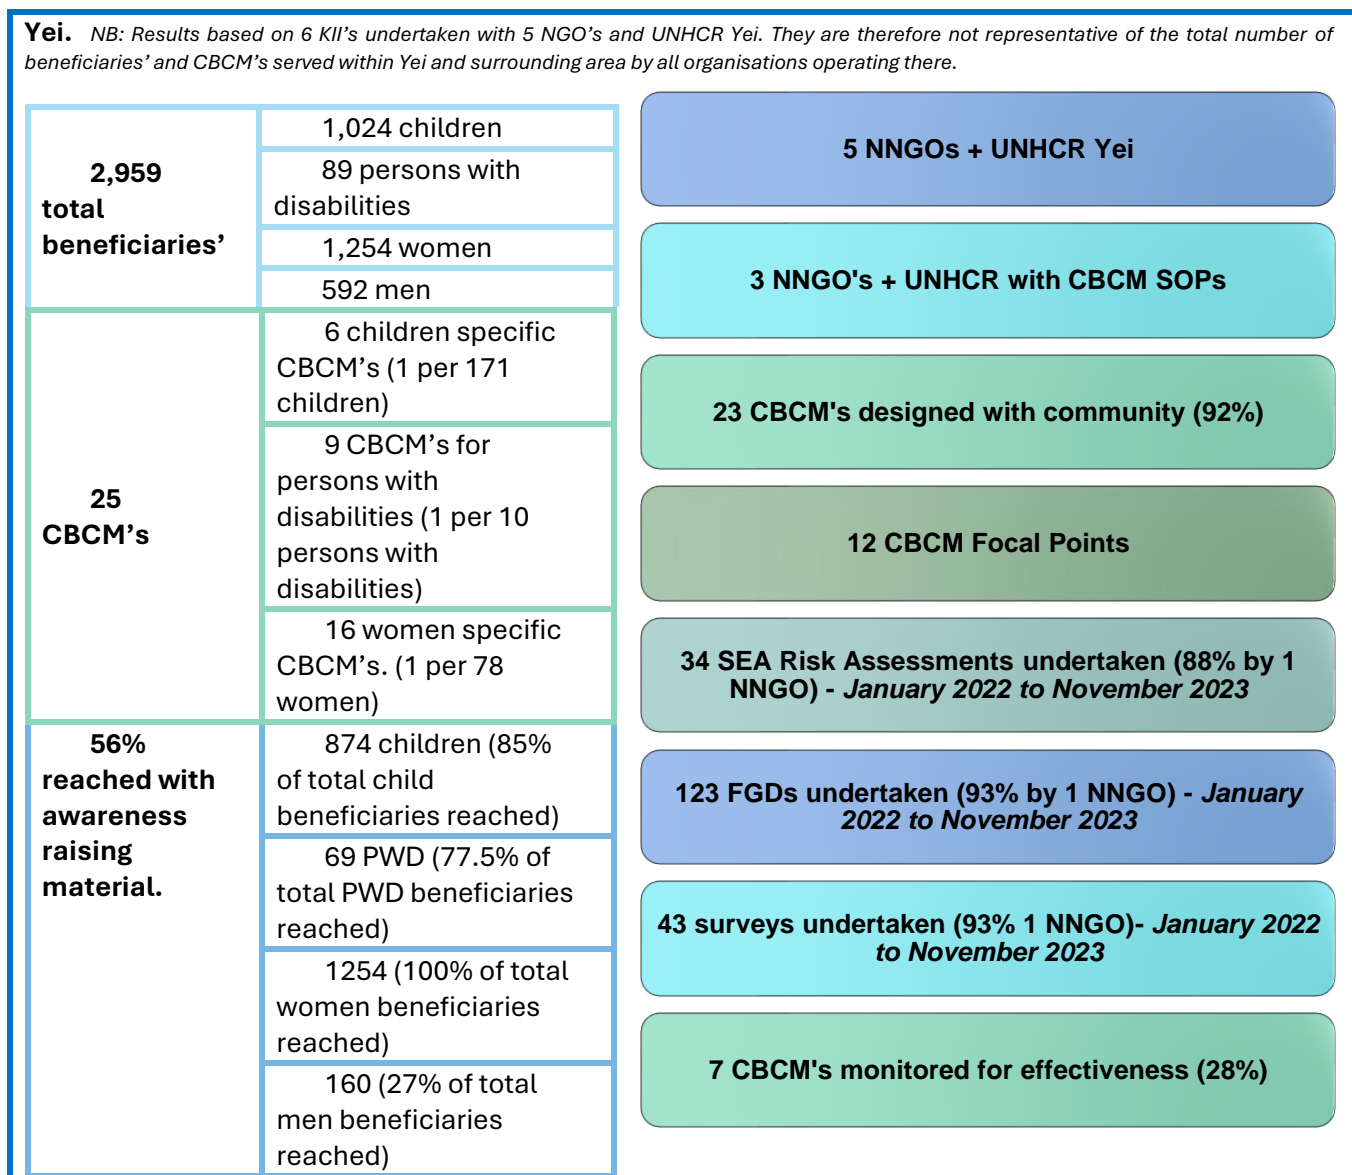 Yei. NB: Results based on 6 KII's undertaken with 5 NGO's and UNHCR Yei. They are therefore not representative of the total number of
beneficiaries' and CBCM's served within Yei and surrounding area by all organisations operating there.
2,959
total
beneficiaries’
1,024 children
89 persons with
disabilities
1,254 women
592 men
25
CBCM’s
6 children specific
CBCM’s (1 per 171
children)
9 CBCM’s for
persons with
disabilities (1 per 10
persons with
disabilities)
16 women specific
CBCM’s. (1 per 78
women)
56%
reached with
awareness
raising
material.
874 children (85%
of total child
beneficiaries reached)
69 PWD (77.5% of
total PWD beneficiaries
reached)
1254 (100% of total
women beneficiaries
reached)
160 (27% of total
men beneficiaries
reached)
5 NNGOs + UNHCR Yei
3 NNGO's + UNHCR with CBCM SOPs
23 CBCM's designed with community (92%)
12 CBCM Focal Points
34 SEA Risk Assessments undertaken (88% by 1
NNGO) - January 2022 to November 2023
123 FGDs undertaken (93% by 1 NNGO) - January
2022 to November 2023
43 surveys undertaken (93% 1 NNGO)- January 2022
to November 2023
7 CBCM's monitored for effectiveness (28%)